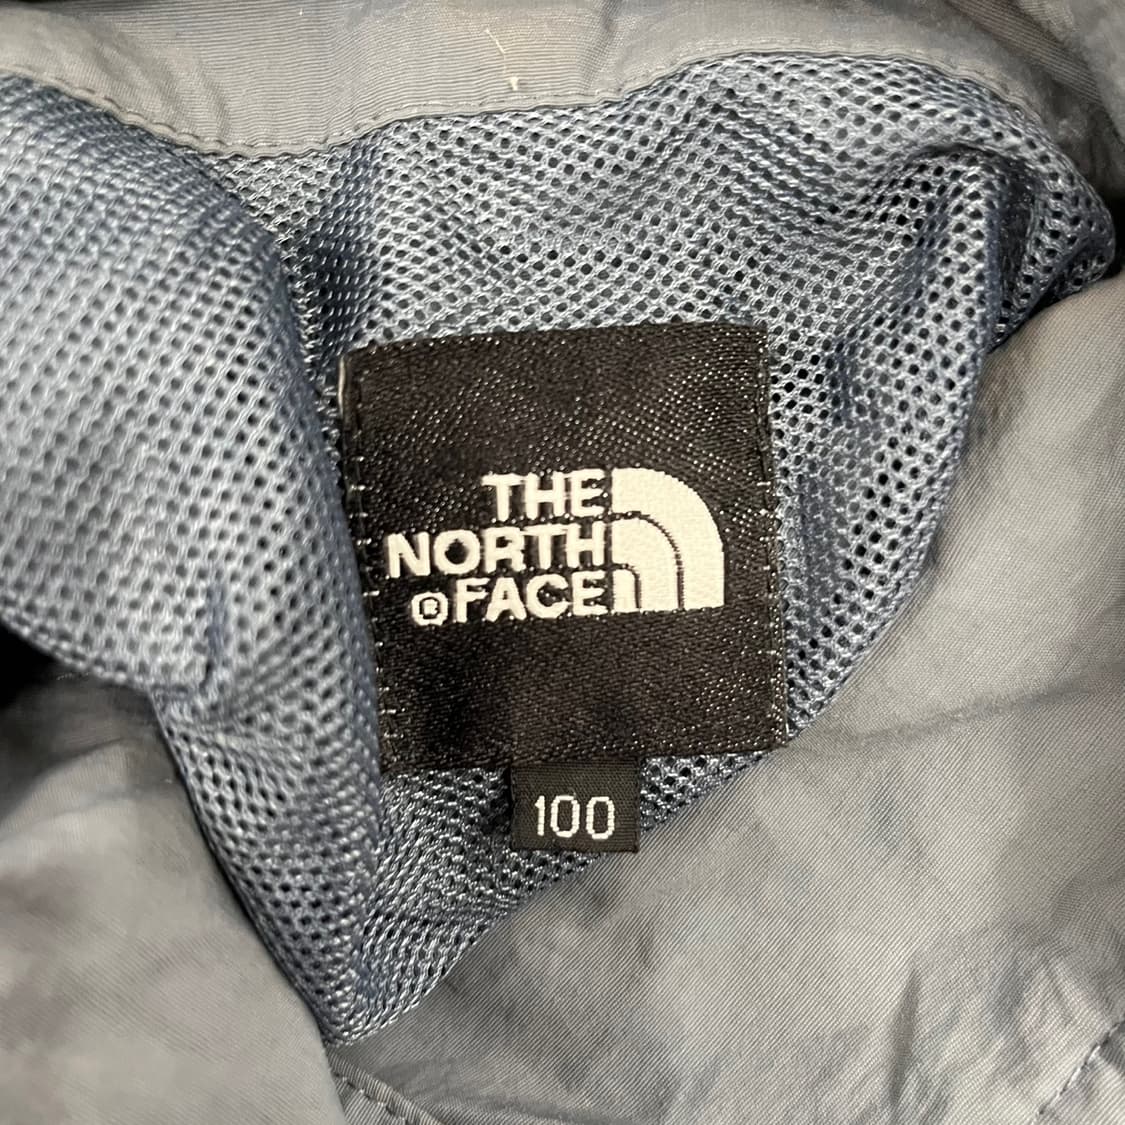 THE
NORTH
® FACE
100